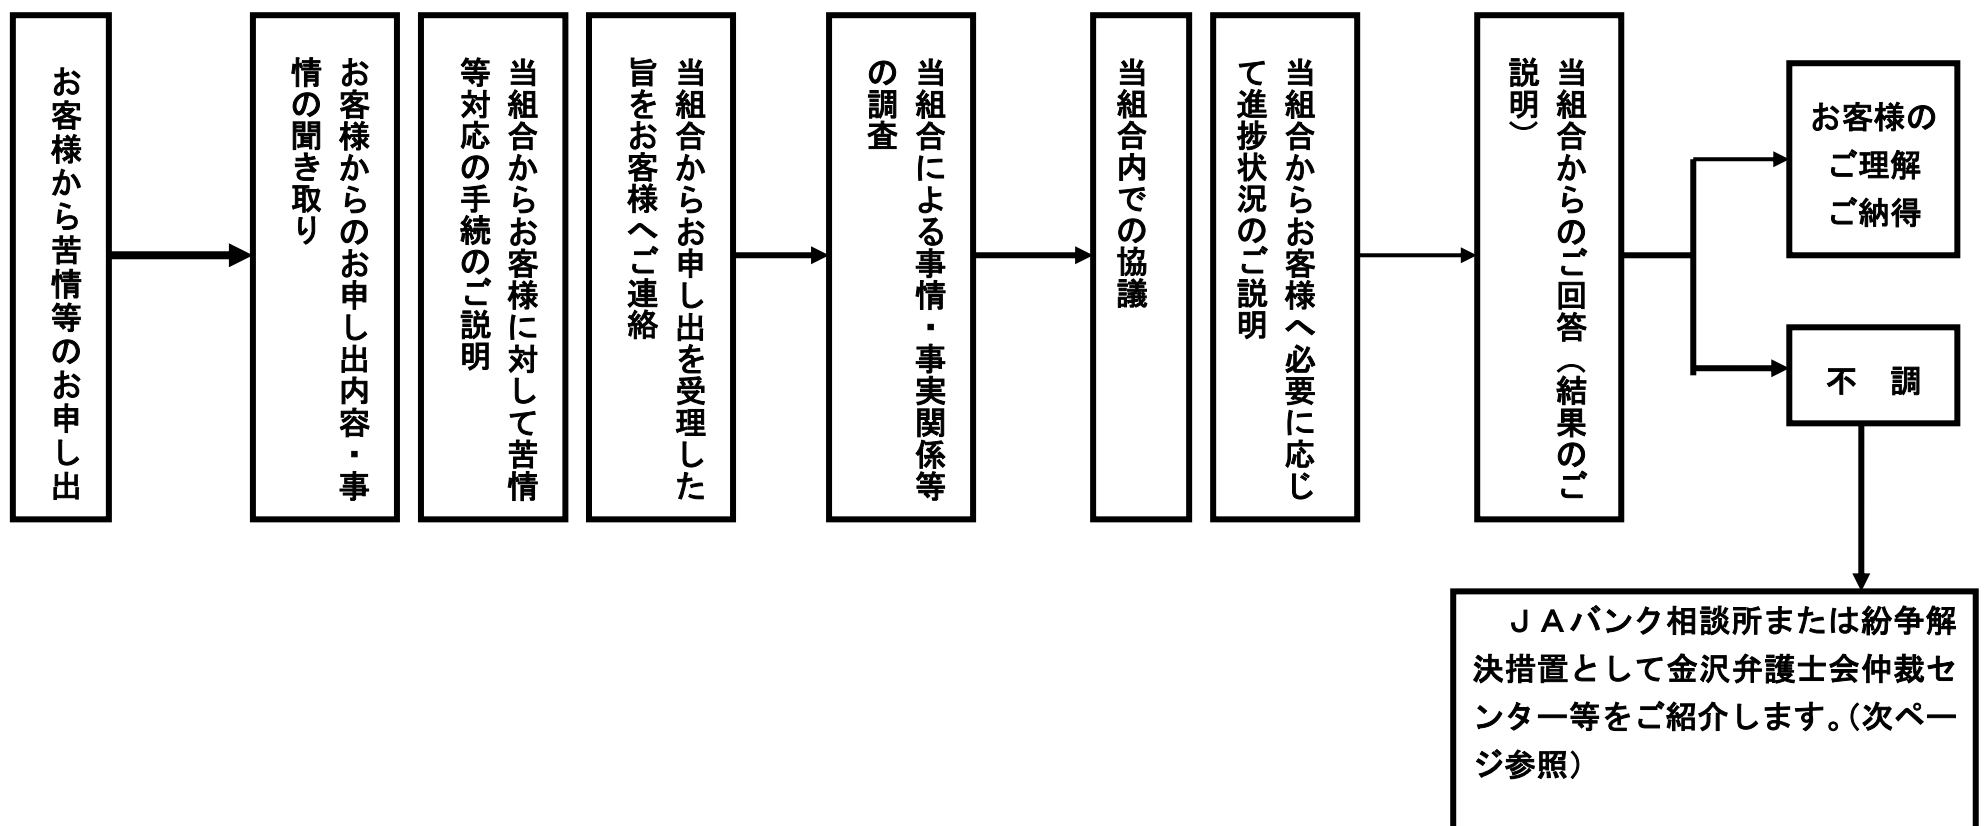 お客様から苦情等のお申し出
お客様からのお申し出内容・事
情の聞き取り
当組合からお客様に対して苦情
等対応の手続のご説明
当組合からお申し出を受理した
旨をお客様へご連絡
当組合による事情・事実関係等
の調査
当組合内での協議
当組合からお客様へ必要に応じ
て進捗状況のご説明
当組合からのご回答（結果のご
説明）
お客様の
ご理解
ご納得
不　調
ＪＡバンク相談所または紛争解
決措置として金沢弁護士会仲裁セ
ンター等をご紹介します。（次ペー
ジ参照）